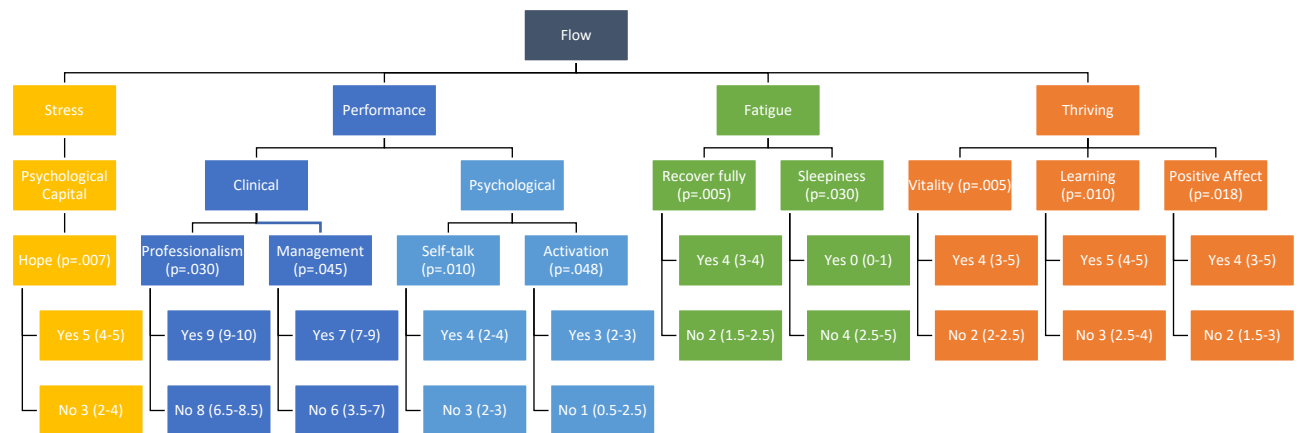 Flow
Stress
Performance
Fatigue
Thriving
Psychological
Capital
Clinical
Psychological
Recover fully
(p=.005)
Sleepiness
(p=.030)
Vitality (p=.005)
Learning
(p=.010)
Positive Affect
(p=.018)
Hope (p=.007)
Professionalism
(p=.030)
Management
(p=.045)
Self-talk
(p=.010)
Activation
(p=.048)
Yes 4 (3-4)
Yes 0 (0-1)
Yes 4 (3-5)
Yes 5 (4-5)
Yes 4 (3-5)
Yes 5 (4-5)
Yes 9 (9-10)
Yes 7 (7-9)
Yes 4 (2-4)
Yes 3 (2-3)
No 2 (1.5-2.5)
No 4 (2.5-5)
No 2 (2-2.5)
No 3 (2.5-4)
No 2 (1.5-3)
No 3 (2-4)
No 8 (6.5-8.5)
No 6 (3.5-7)
No 3 (2-3)
No 1 (0.5-2.5)